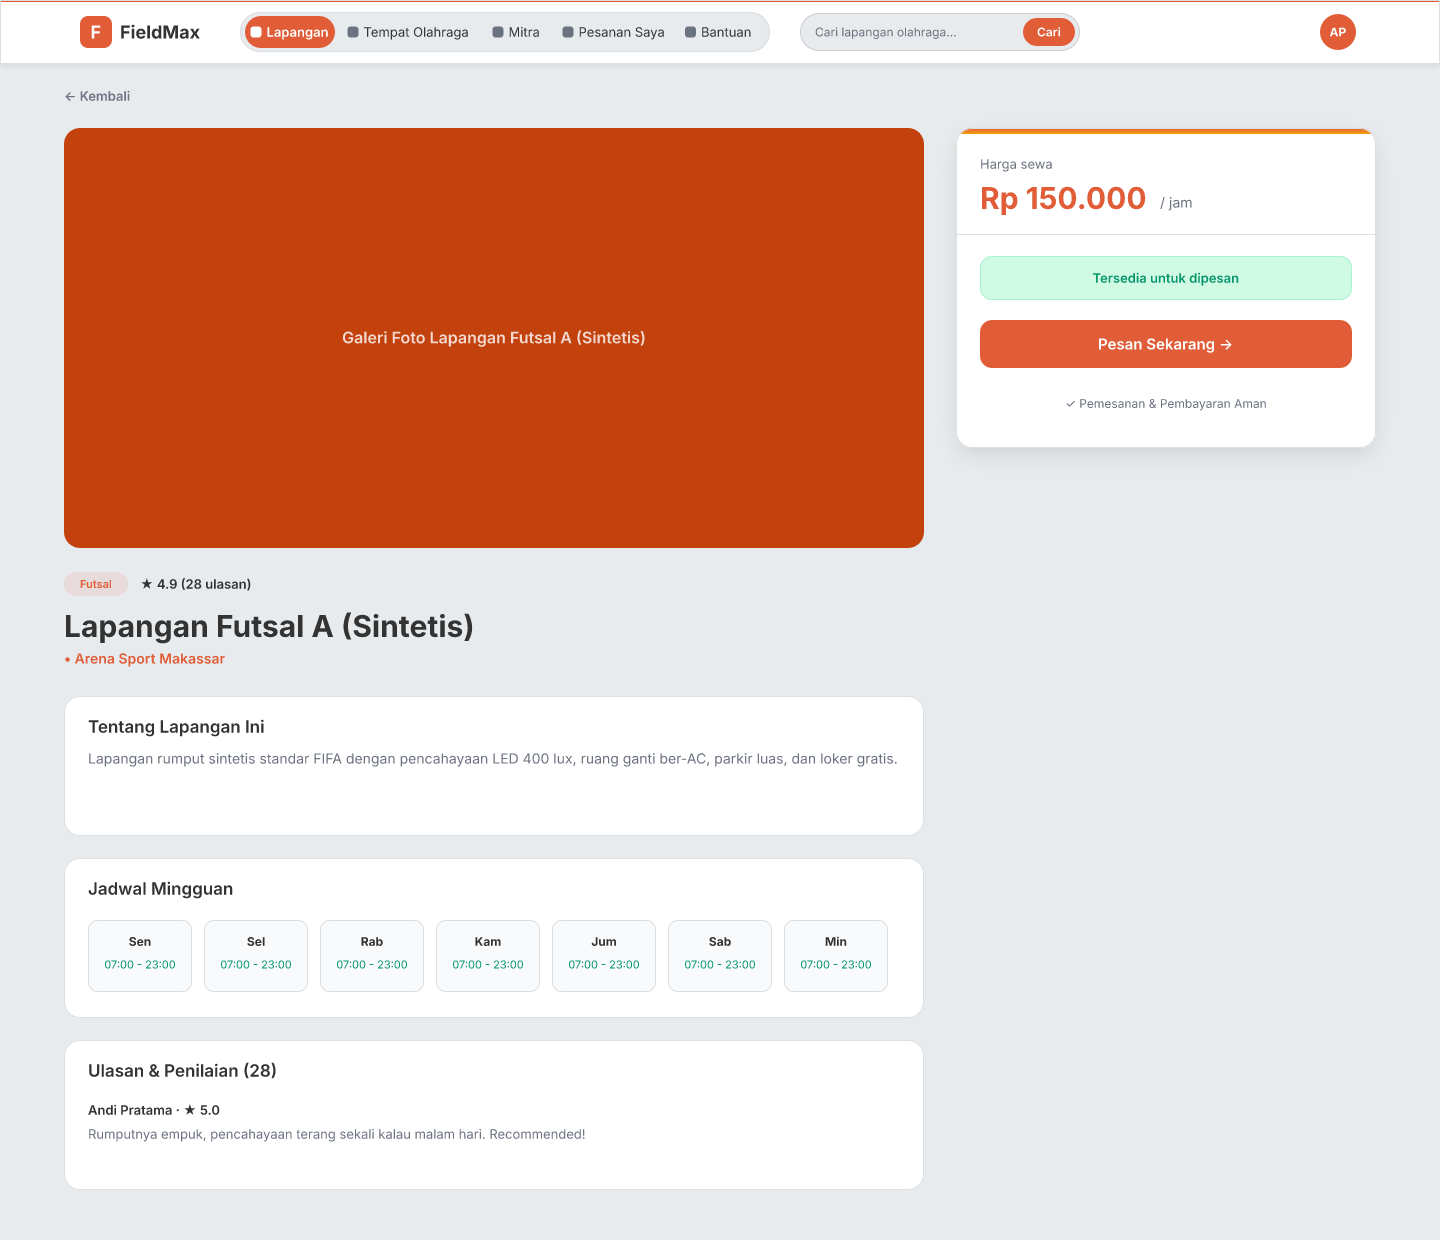 F FieldMax Lapangan Tempat Olahraga Mitra Pesanan Saya Bantuan Cari lapangan olahraga... Cari AP
← Kembali
Galeri Foto Lapangan Futsal A (Sintetis)
Harga sewa
Rp 150.000 / jam
Tersedia untuk dipesan
Pesan Sekarang →
✓ Pemesanan & Pembayaran Aman
Futsal ★ 4.9 (28 ulasan)
Lapangan Futsal A (Sintetis)
• Arena Sport Makassar
Tentang Lapangan Ini
Lapangan rumput sintetis standar FIFA dengan pencahayaan LED 400 lux, ruang ganti ber-AC, parkir luas, dan loker gratis.
Jadwal Mingguan
Sen Sel Rab Kam Jum Sab Min
07:00 - 23:00 07:00 - 23:00 07:00 - 23:00 07:00 - 23:00 07:00 - 23:00 07:00 - 23:00 07:00 - 23:00
Ulasan & Penilaian (28)
Andi Pratama · ★ 5.0
Rumputnya empuk, pencahayaan terang sekali kalau malam hari. Recommended!